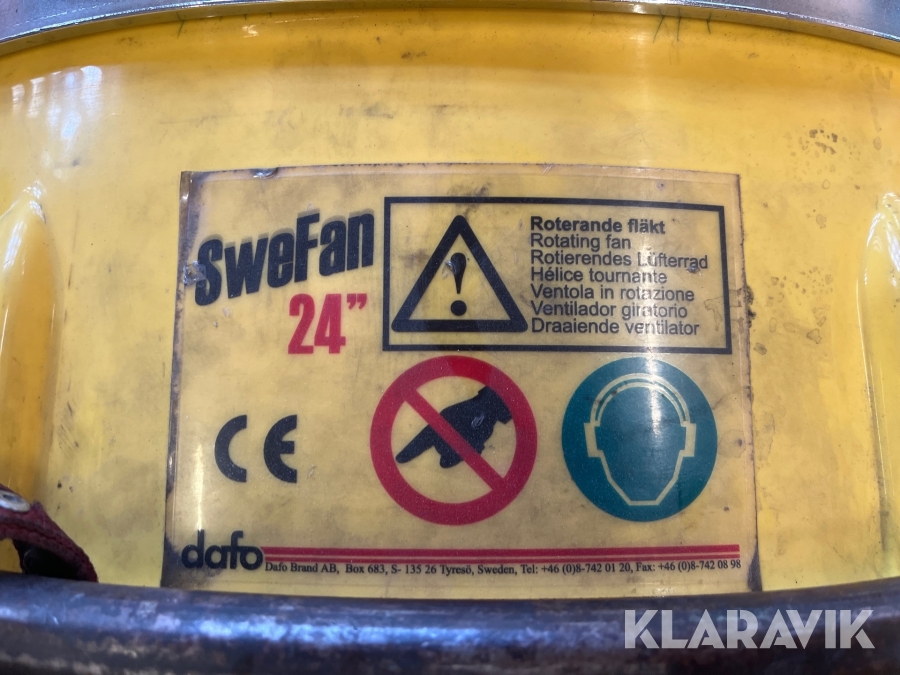 SweFan
24”
Roterande fläkt
Rotating fan
Rotierendes Lüfterrad
Hélice tournante
Ventola in rotazione
Ventilador giratorio
Draaiende ventilator
CE
dafo
Dafo Brand AB, Box 683, S- 135 26 Tyresö, Sweden, Tel: +46 (0)8-742 01 20, Fax: +46 (0)8-742 08 98
KLARAVIK